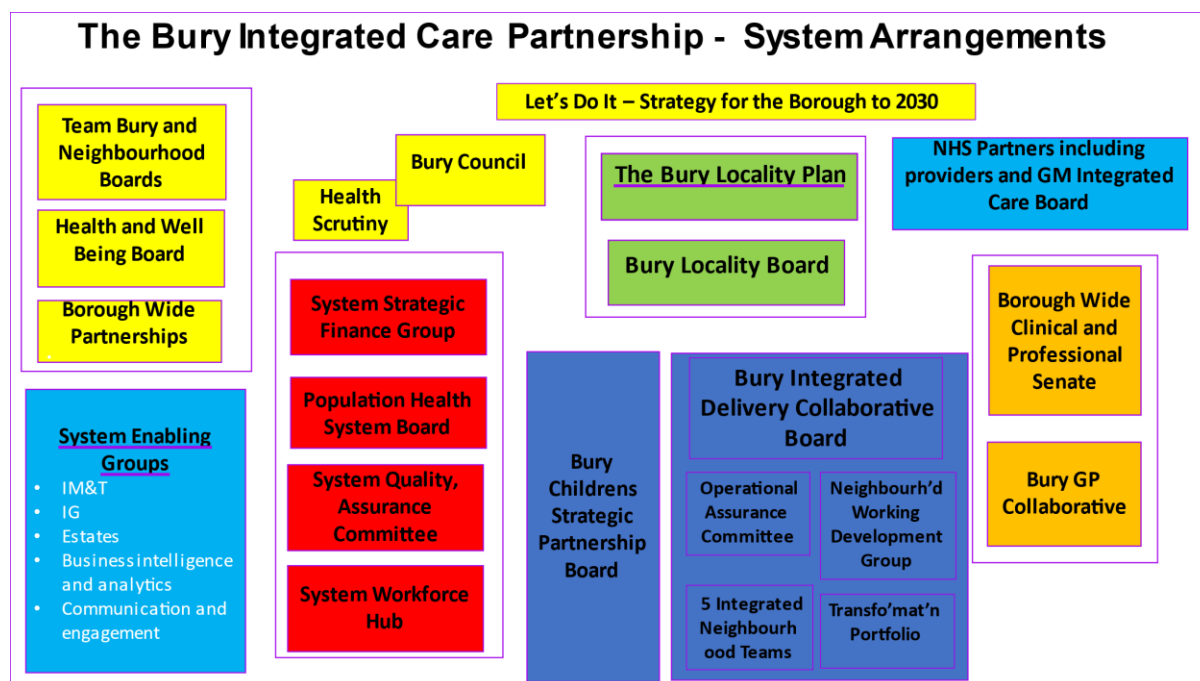 The Bury Integrated Care Partnership - System Arrangements
Let's Do It – Strategy for the Borough to 2030
Team Bury and
Neighbourhood
Boards
Health and Well
Being Board
Borough Wide
Partnerships
Bury Council
Health
Scrutiny
The Bury Locality Plan
Bury Locality Board
NHS Partners including
providers and GM Integrated
Care Board
System Enabling
Groups
• IM&T
• IG
• Estates
• Business intelligence
and analytics
• Communication and
engagement
System Strategic
Finance Group
Population Health
System Board
System Quality,
Assurance
Committee
System Workforce
Hub
Bury
Childrens
Strategic
Partnership
Board
Bury Integrated
Delivery Collaborative
Board
Operational
Assurance
Committee
Neighbourh'd
Working
Development
Group
5 Integrated
Neighbourh
ood Teams
Transfo'mat'n
Portfolio
Borough Wide
Clinical and
Professional
Senate
Bury GP
Collaborative